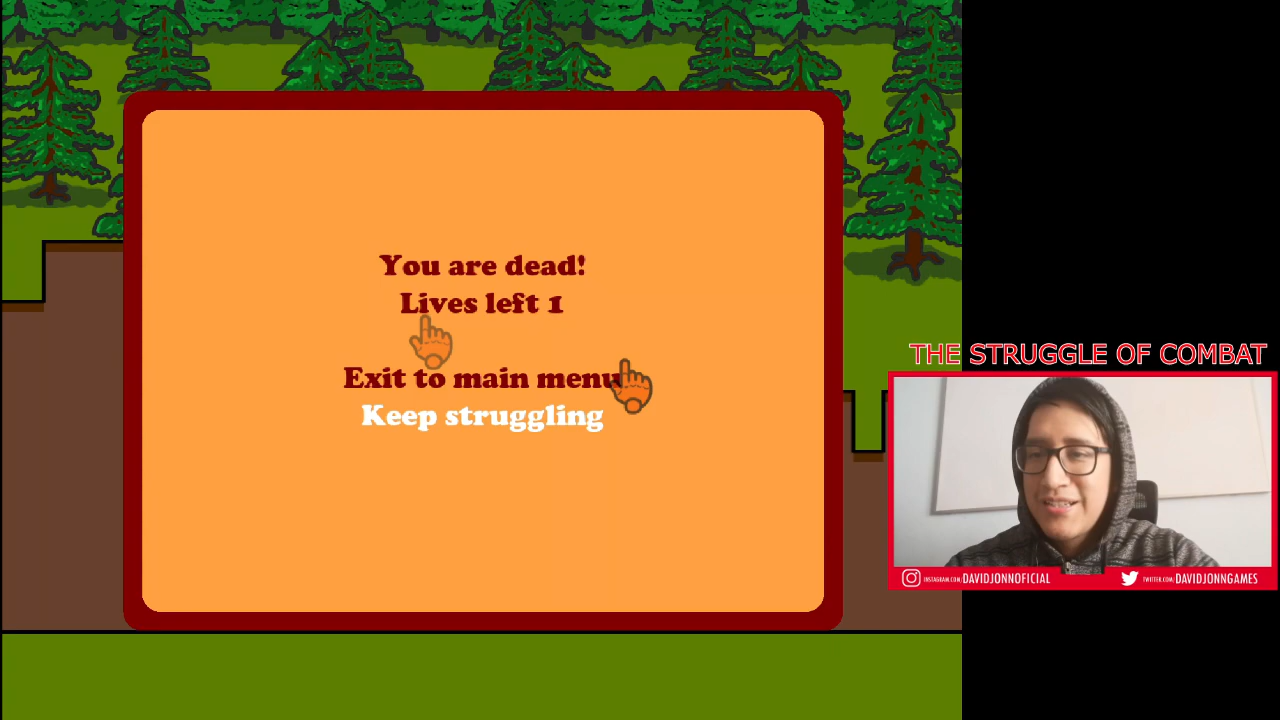 You are dead!
Lives left 1
Exit to main menu
Keep struggling
THE STRUGGLE OF COMBAT
INSTAGRAM.COM/DAVIDJONNOFICIAL
TWITTER.COM/DAVIDJONNGAMES